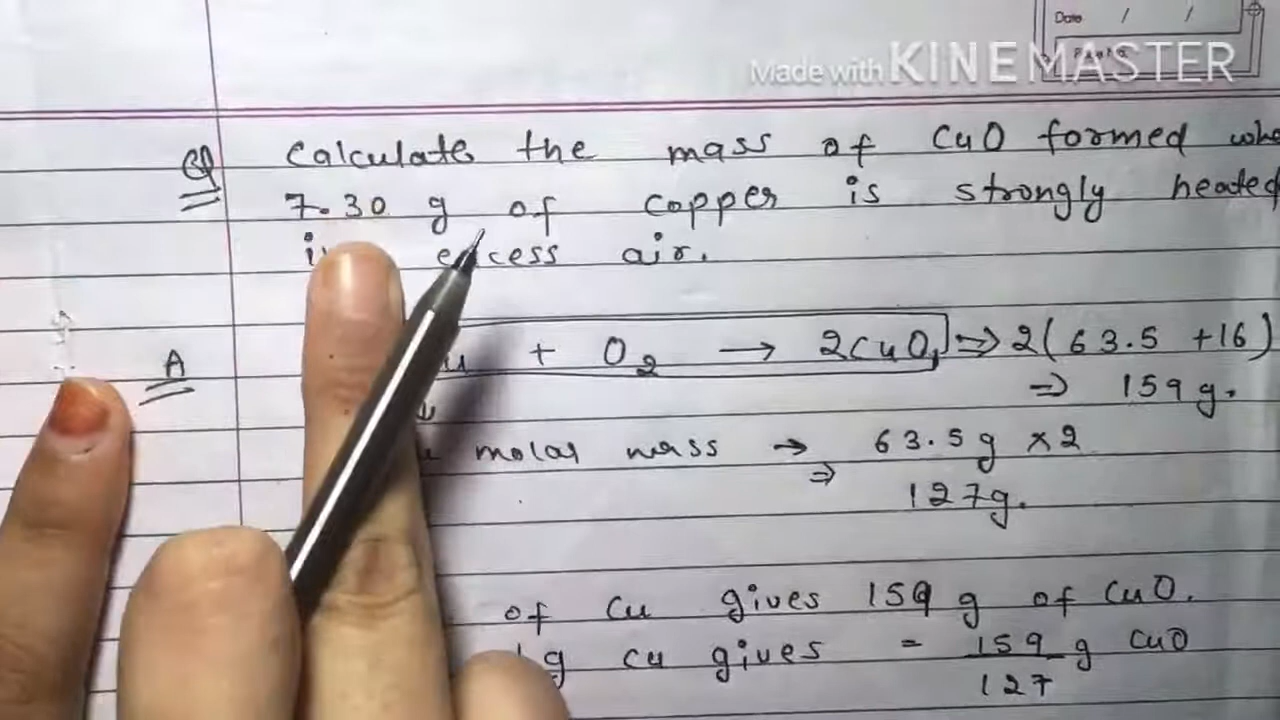 Date / /
Made with KINEMASTER
Q Calculate the mass of CuO formed whe
7.30 g of copper is strongly heated
excess air.
A + O2 → 2CuO ⇒ 2(63.5 +16)
⇒ 159 g.
molar mass → 63.5 g ×2
⇒ 127g.
of Cu gives 159 g of CuO.
1g Cu gives = 159/127 g CuO